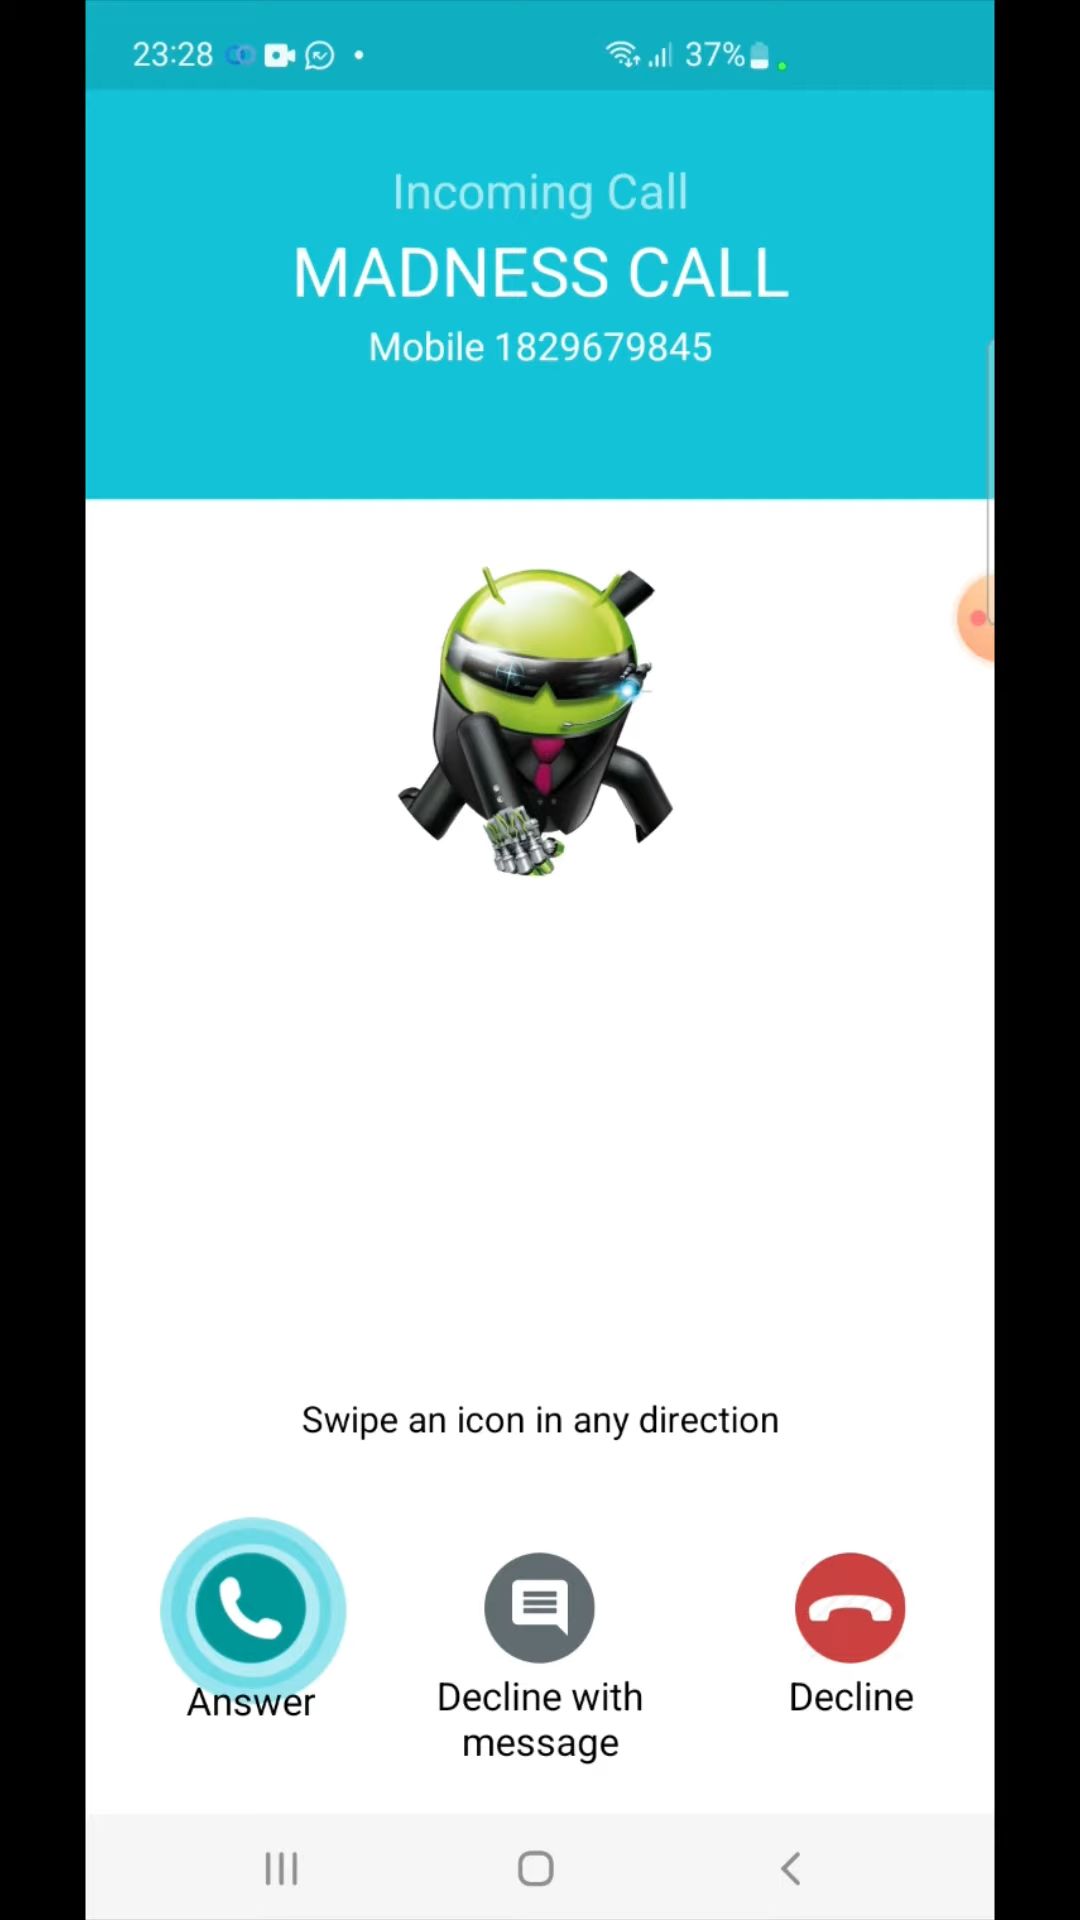 23:28
37%
Incoming Call
MADNESS CALL
Mobile 1829679845
Swipe an icon in any direction
Answer
Decline with
message
Decline